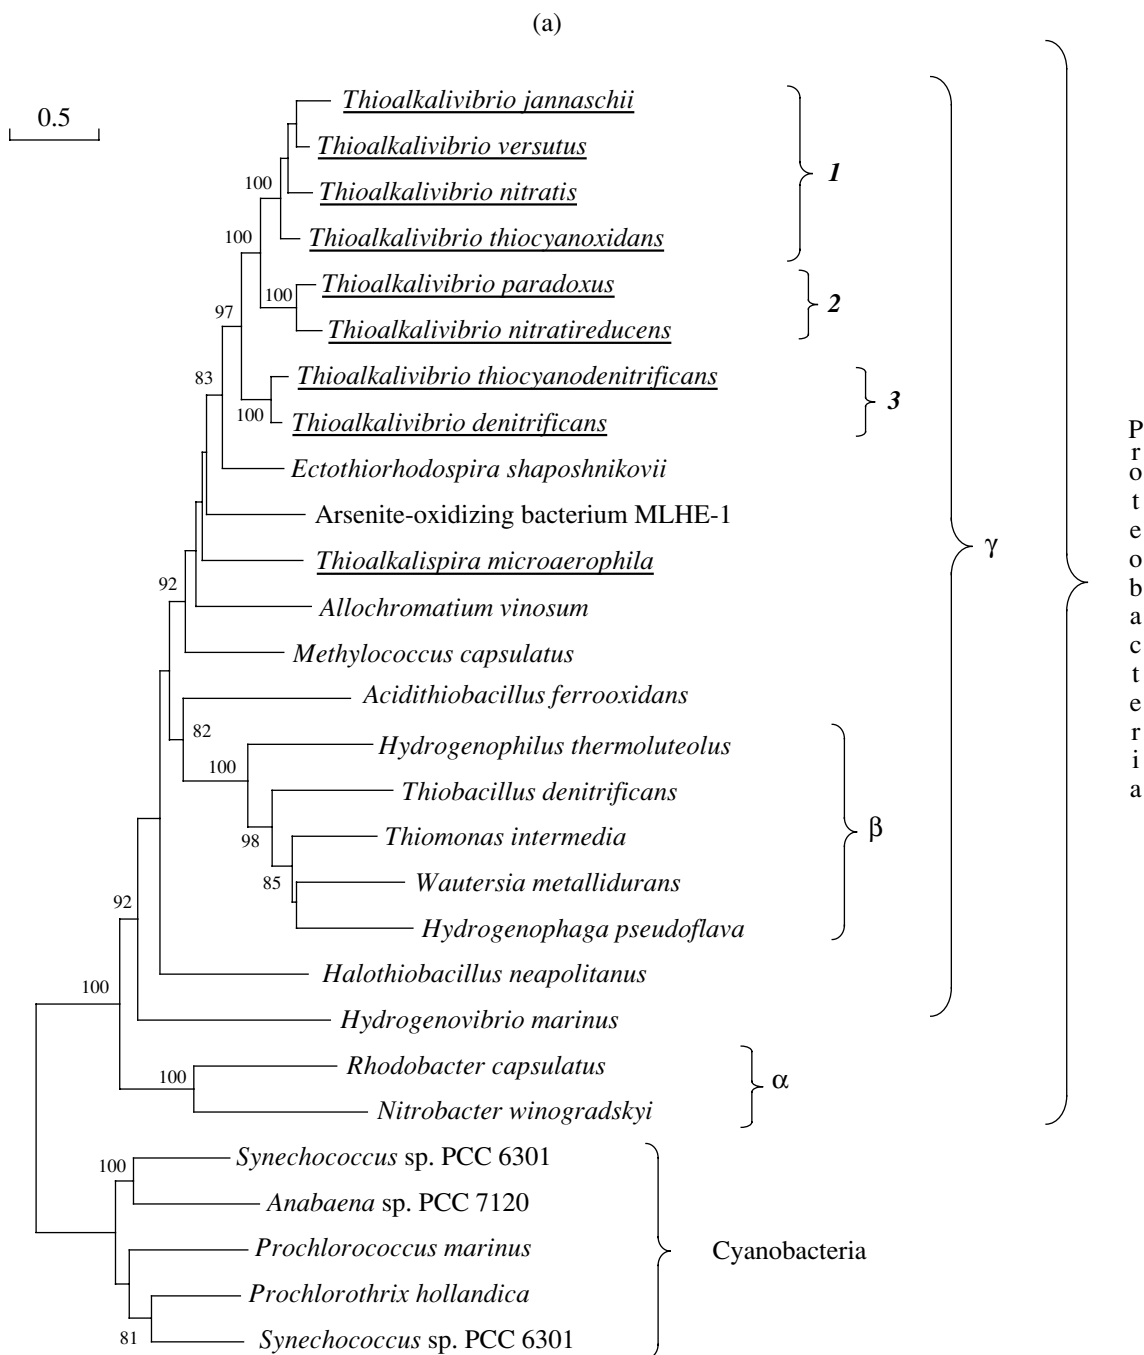 (a)
0.5
Thioalkalivibrio jannaschii
Thioalkalivibrio versutus
100
1
Thioalkalivibrio nitratis
100
Thioalkalivibrio thiocyanoxidans
Thioalkalivibrio paradoxus
100
2
97
Thioalkalivibrio nitratireducens
83
Thioalkalivibrio thiocyanodenitrificans
3
100
Thioalkalivibrio denitrificans
Ectothiorhodospira shaposhnikovii
Arsenite-oxidizing bacterium MLHE-1
γ
Thioalkalispira microaerophila
92
Allochromatium vinosum
Methylococcus capsulatus
Acidithiobacillus ferrooxidans
82
Hydrogenophilus thermoluteolus
100
Thiobacillus denitrificans
98
Thiomonas intermedia
β
85
Wautersia metallidurans
92
Hydrogenophaga pseudoflava
Halothiobacillus neapolitanus
100
Hydrogenovibrio marinus
Rhodobacter capsulatus
100
α
Nitrobacter winogradskyi
Proteobacteria
Synechococcus sp. PCC 6301
100
Anabaena sp. PCC 7120
Prochlorococcus marinus
Cyanobacteria
Prochlorothrix hollandica
81
Synechococcus sp. PCC 6301